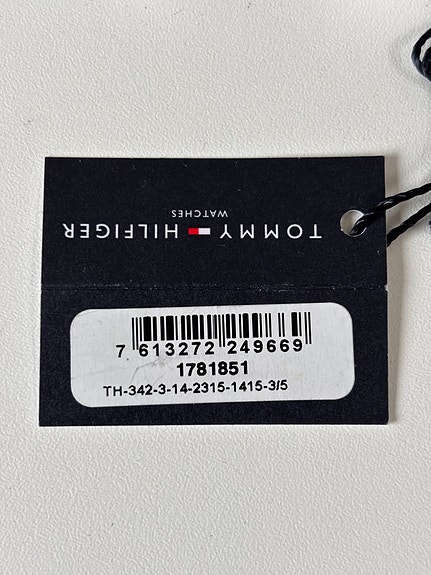 TOMMY HILFIGER
WATCHES
7 613272 249669
1781851
TH-342-3-14-2315-1415-3/5